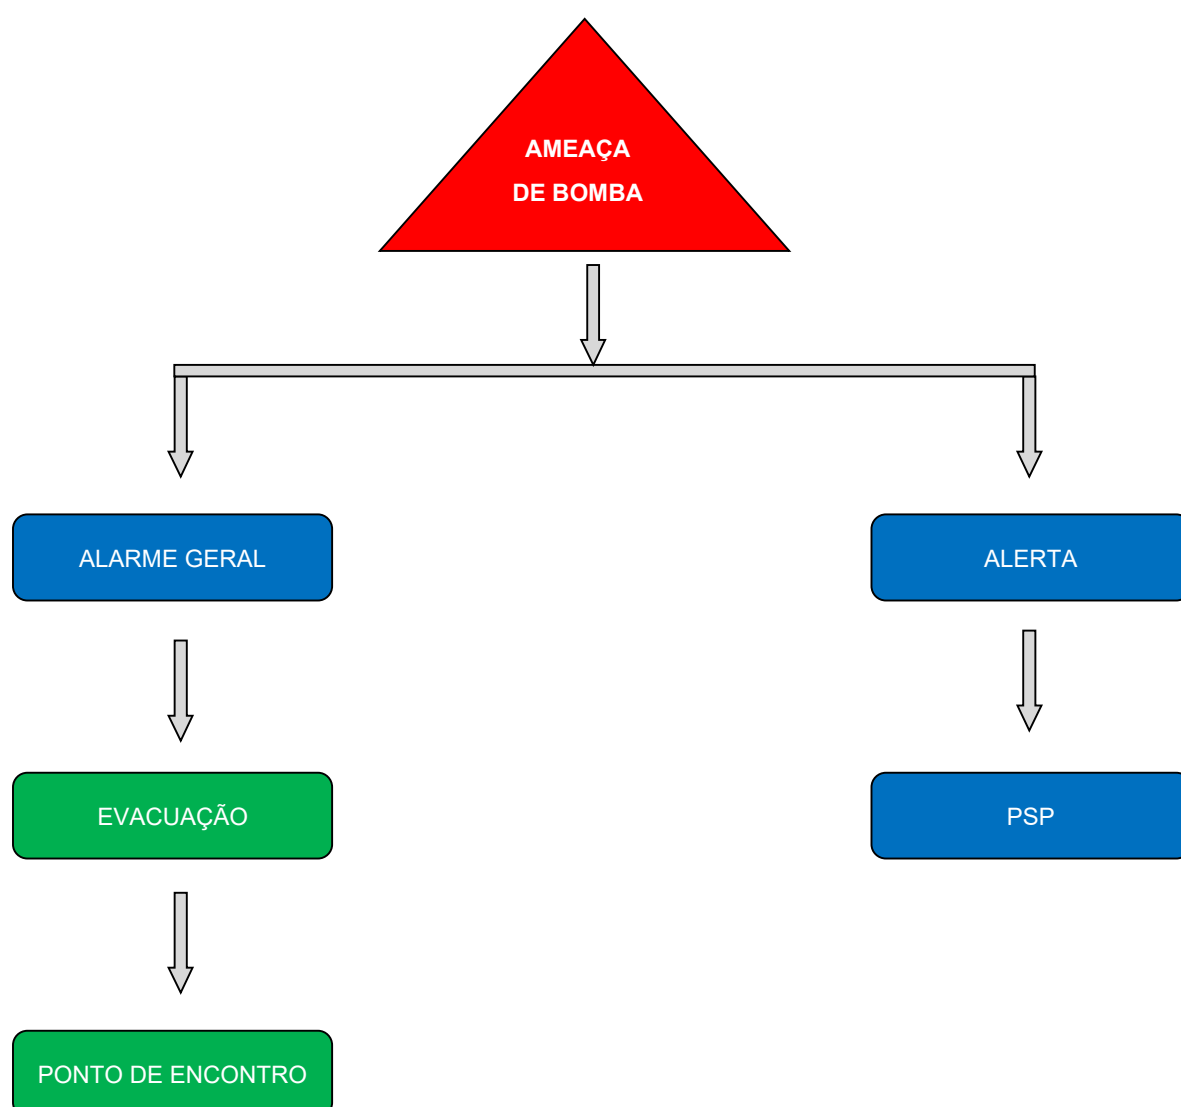 AMEAÇA
DE BOMBA
ALARME GERAL
ALERTA
EVACUAÇÃO
PSP
PONTO DE ENCONTRO